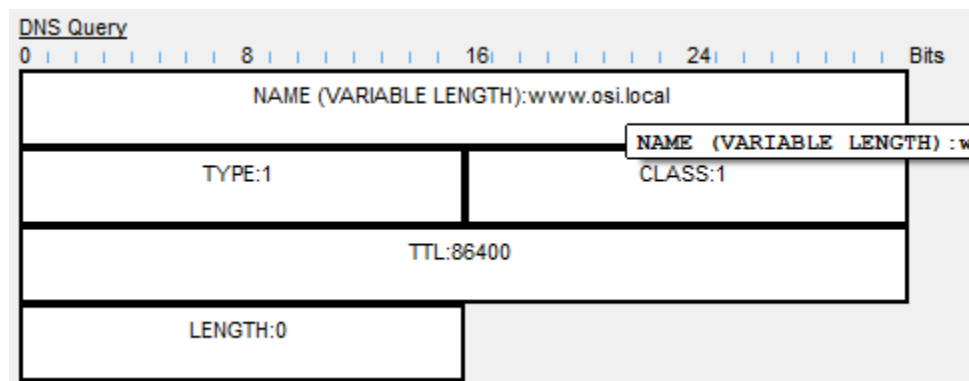 DNS Query
0 8 16 24 Bits
NAME (VARIABLE LENGTH):www.osi.local
NAME (VARIABLE LENGTH):w
TYPE:1 CLASS:1
TTL:86400
LENGTH:0